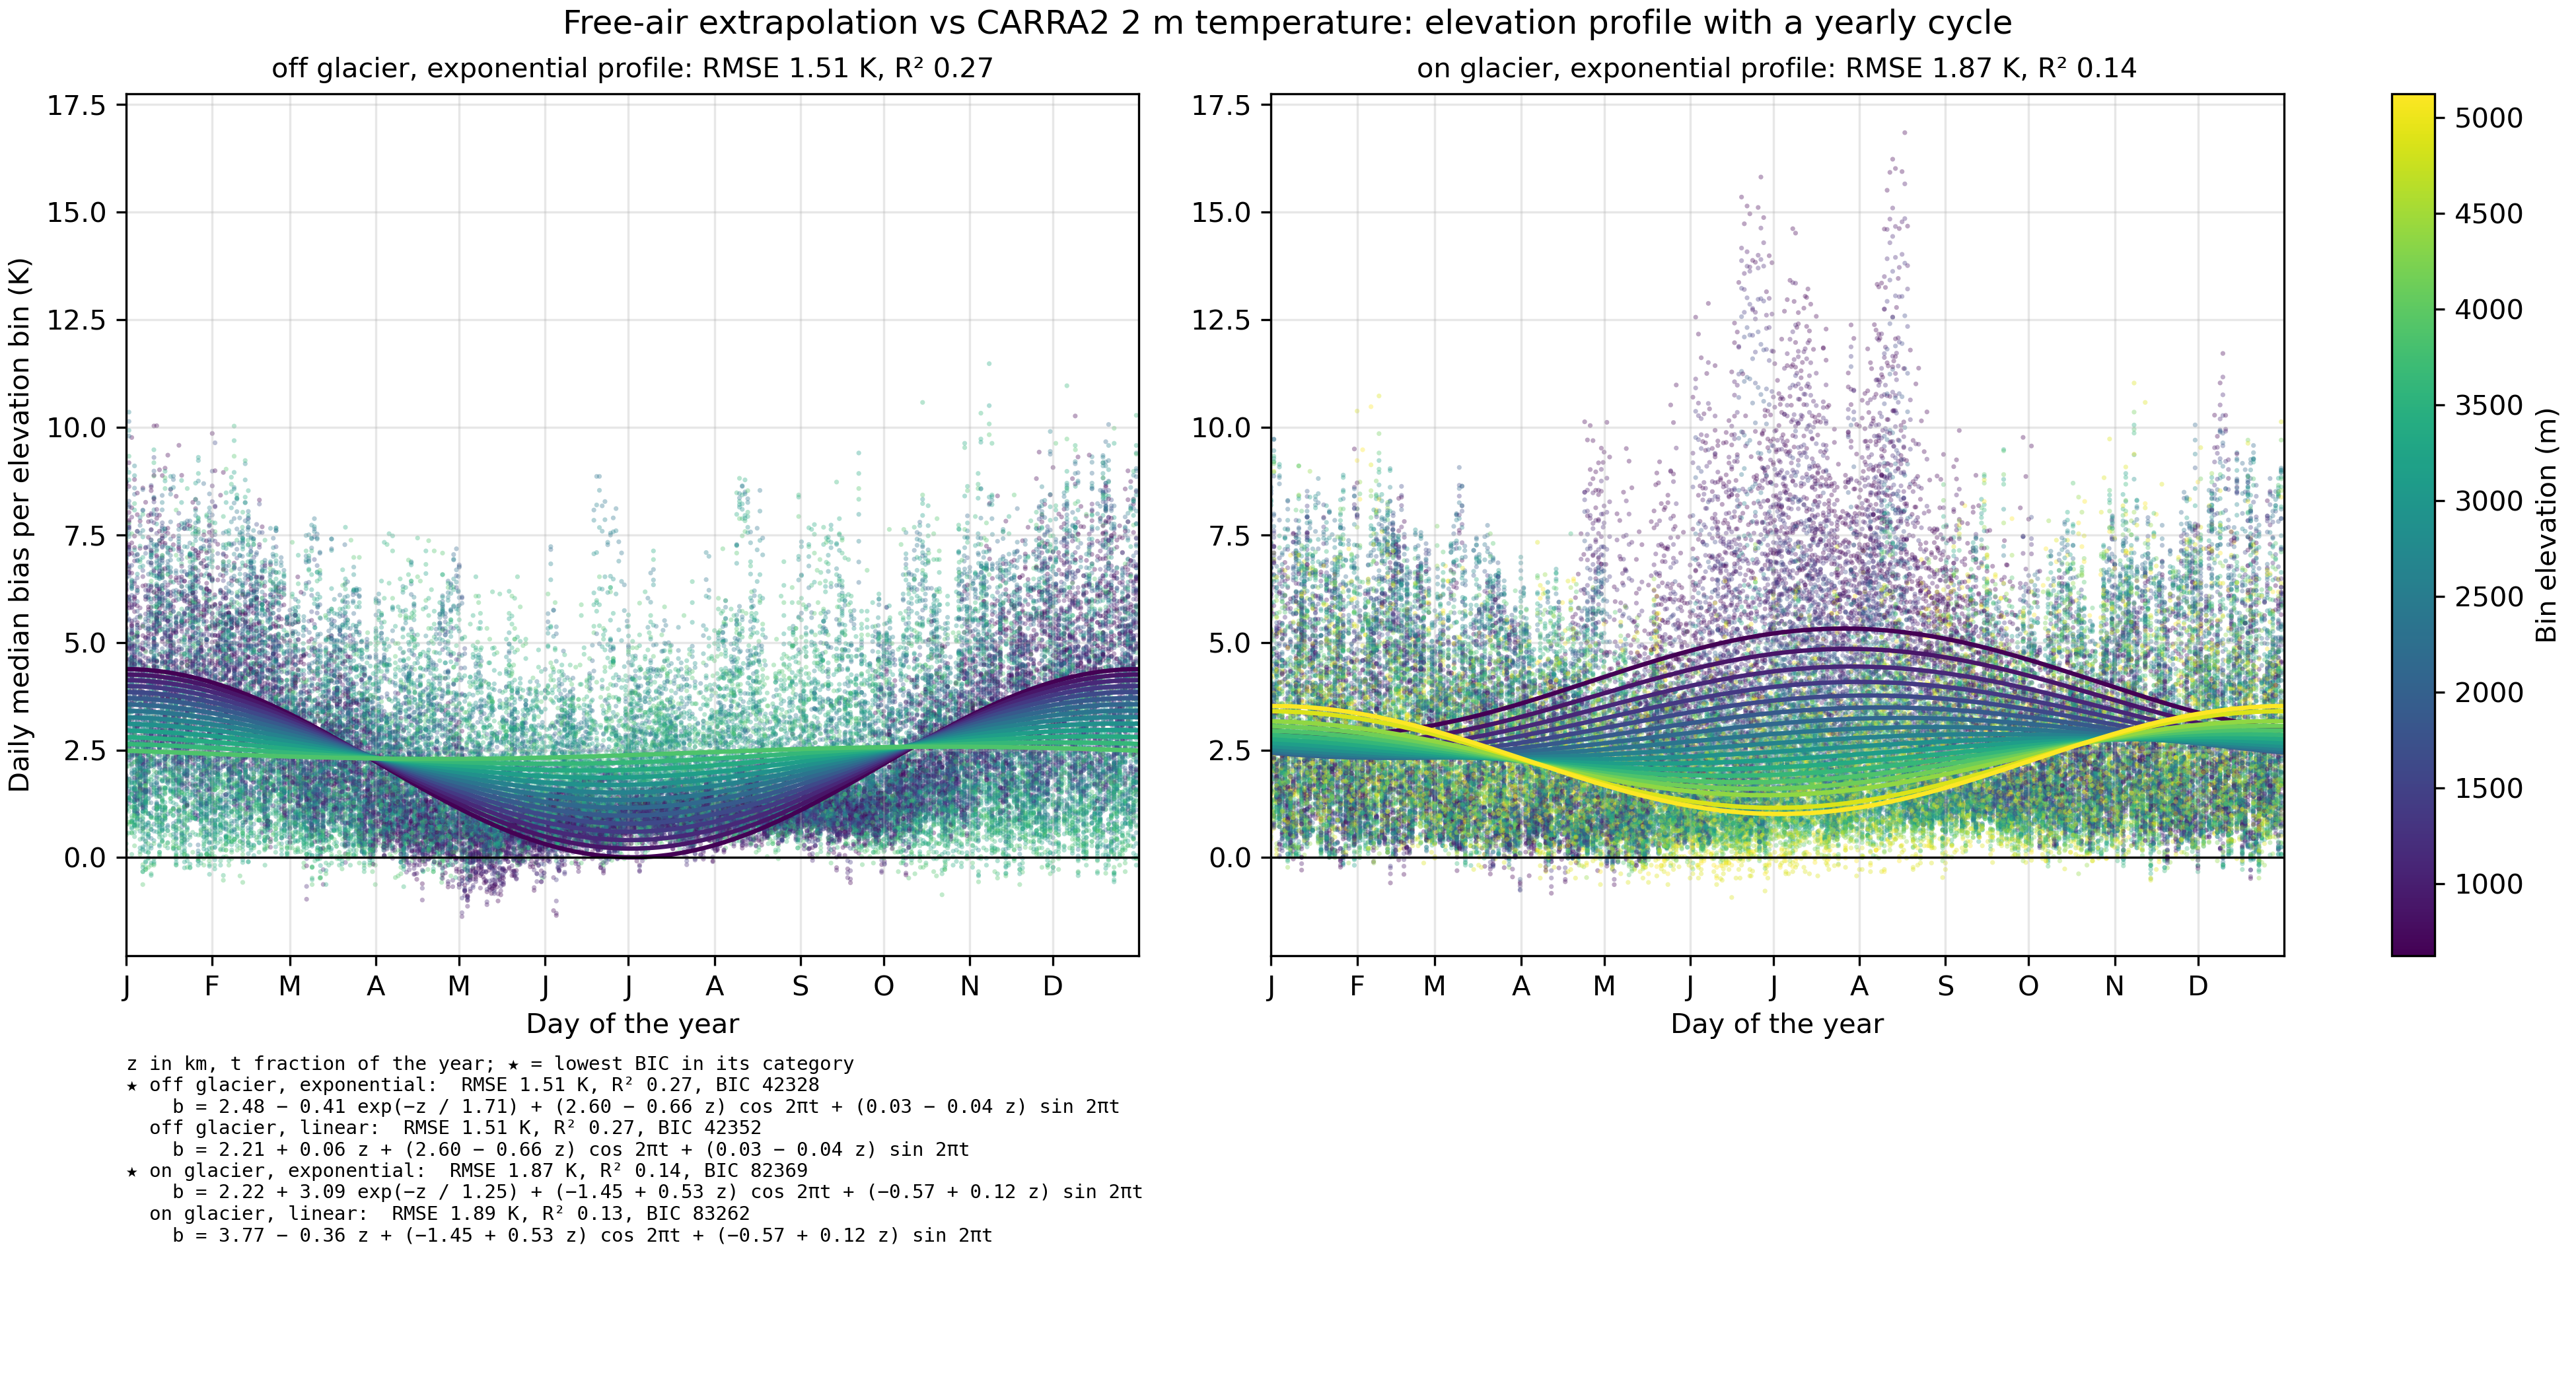 Free-air extrapolation vs CARRA2 2 m temperature: elevation profile with a yearly cycle
off glacier, exponential profile: RMSE 1.51 K, R² 0.27
on glacier, exponential profile: RMSE 1.87 K, R² 0.14
Daily median bias per elevation bin (K)
17.5
15.0
12.5
10.0
7.5
5.0
2.5
0.0
J F M A M J J A S O N D
Day of the year
17.5
15.0
12.5
10.0
7.5
5.0
2.5
0.0
J F M A M J J A S O N D
Day of the year
5000
4500
4000
3500
3000
2500
2000
1500
1000
Bin elevation (m)
z in km, t fraction of the year; ★ = lowest BIC in its category
★ off glacier, exponential: RMSE 1.51 K, R² 0.27, BIC 42328
b = 2.48 − 0.41 exp(−z / 1.71) + (2.60 − 0.66 z) cos 2πt + (0.03 − 0.04 z) sin 2πt
off glacier, linear: RMSE 1.51 K, R² 0.27, BIC 42352
b = 2.21 + 0.06 z + (2.60 − 0.66 z) cos 2πt + (0.03 − 0.04 z) sin 2πt
★ on glacier, exponential: RMSE 1.87 K, R² 0.14, BIC 82369
b = 2.22 + 3.09 exp(−z / 1.25) + (−1.45 + 0.53 z) cos 2πt + (−0.57 + 0.12 z) sin 2πt
on glacier, linear: RMSE 1.89 K, R² 0.13, BIC 83262
b = 3.77 − 0.36 z + (−1.45 + 0.53 z) cos 2πt + (−0.57 + 0.12 z) sin 2πt